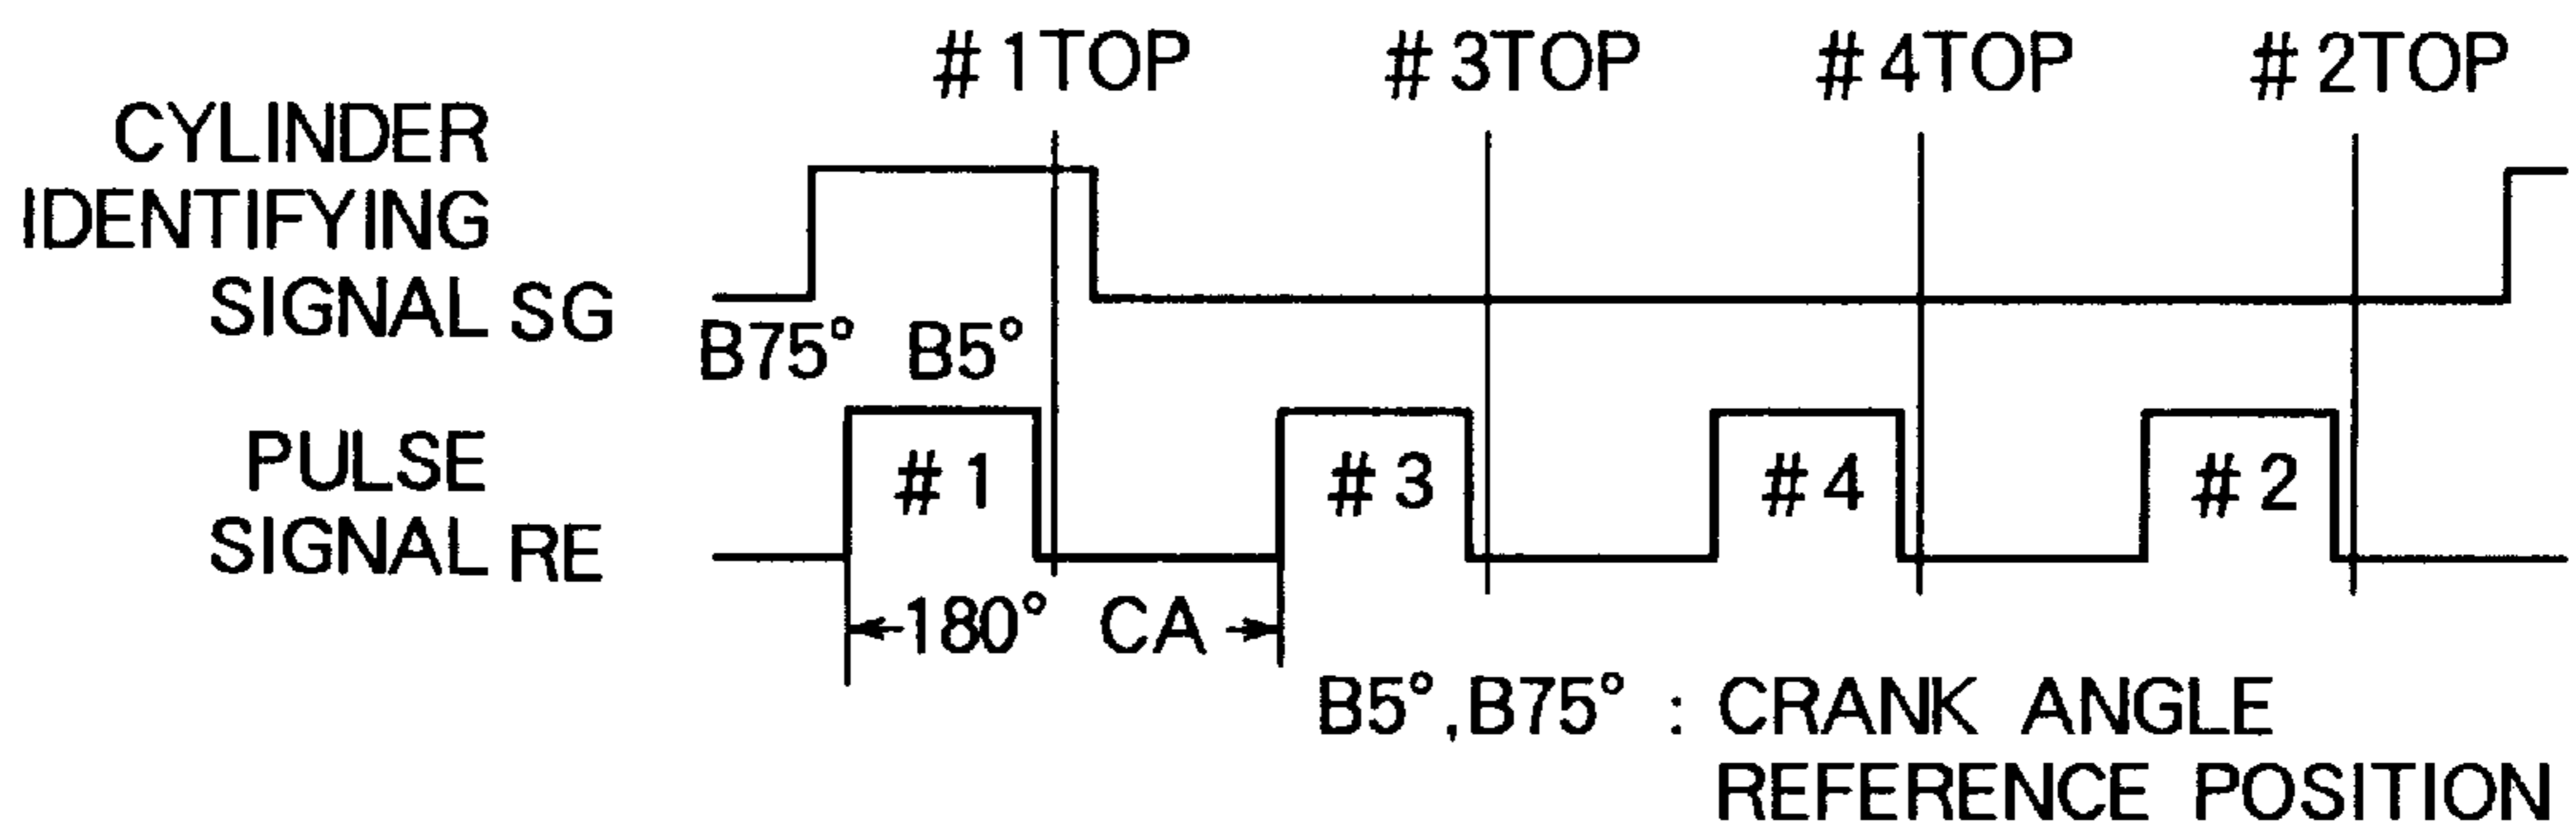 #1TOP #3TOP #4TOP #2TOP
CYLINDER
IDENTIFYING
SIGNAL SG
B75° B5°
PULSE
SIGNAL RE
#1 #3 #4 #2
180° CA
B5°,B75° : CRANK ANGLE
REFERENCE POSITION